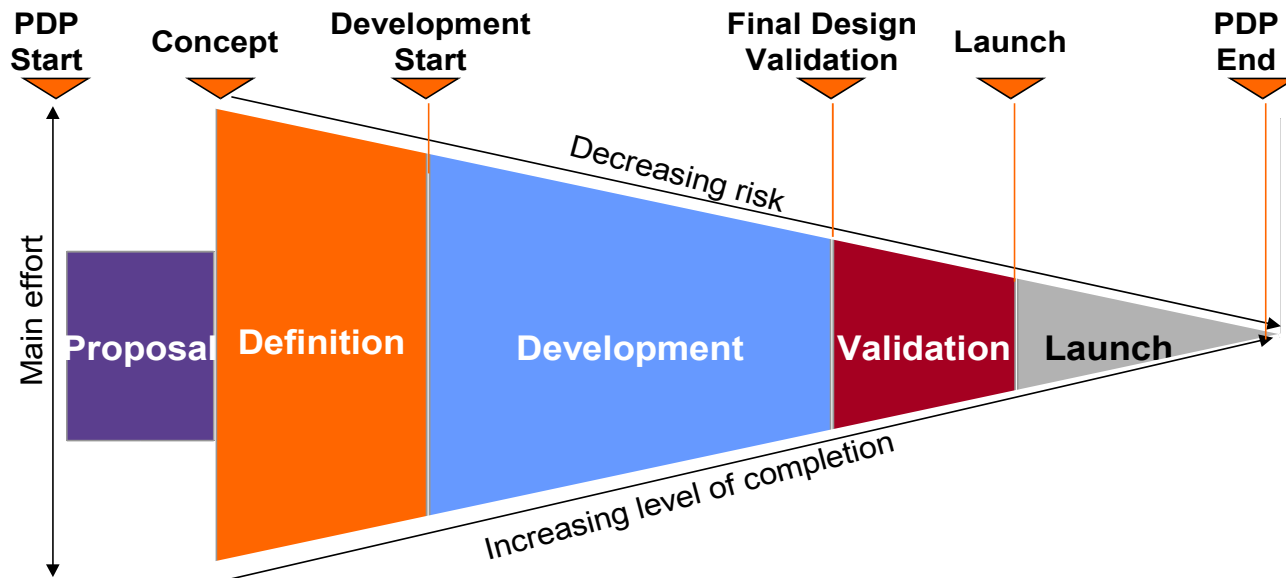 PDP
Start
Concept
Development
Start
Final Design
Validation
Launch
PDP
End
Decreasing risk
Main effort
Proposal
Definition
Development
Validation
Launch
Increasing level of completion